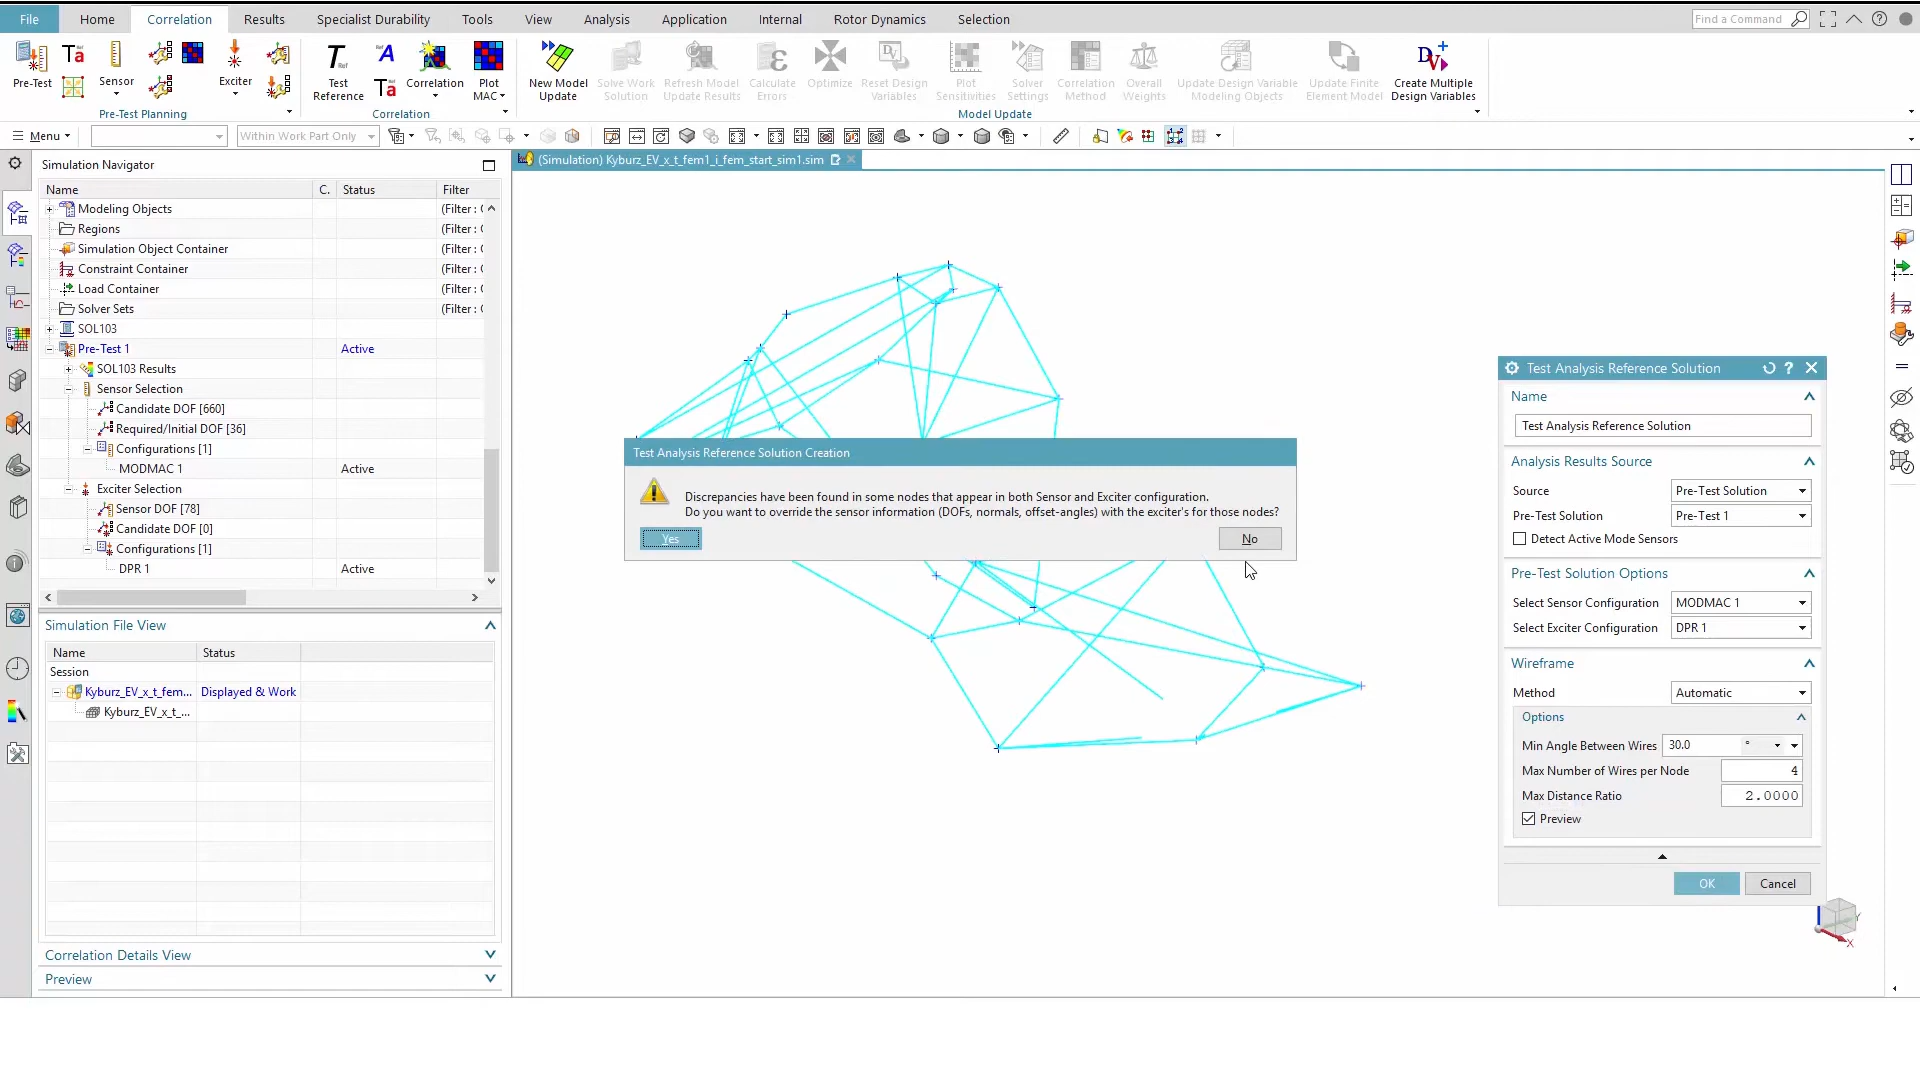 File Home Correlation Results Specialist Durability Tools View Analysis Application Internal Rotor Dynamics Selection Find a Command
Pre-Test Ta Sensor Exciter
Pre-Test Planning
Test Reference Ta Correlation Plot MAC
Correlation
New Model Update Solve Work Solution Refresh Model Update Results Calculate Errors Optimize Reset Design Variables Plot Sensitivities Solver Settings Correlation Method Overall Weights Update Design Variable Modeling Objects Update Finite Element Model Create Multiple Design Variables
Model Update
Menu Within Work Part Only
Simulation Navigator
(Simulation) Kyburz_EV_x_t_fem1_i_fem_start_sim1.sim
Name C. Status Filter
Modeling Objects (Filter : (
Regions (Filter : (
Simulation Object Container (Filter : (
Constraint Container (Filter : (
Load Container (Filter : (
Solver Sets (Filter : (
SOL103
Pre-Test 1 Active
SOL103 Results
Sensor Selection
Candidate DOF [660]
Required/Initial DOF [36]
Configurations [1]
MODMAC 1 Active
Exciter Selection
Sensor DOF [78]
Candidate DOF [0]
Configurations [1]
DPR 1 Active
Simulation File View
Name Status
Session
Kyburz_EV_x_t_fem... Displayed & Work
Kyburz_EV_x_t_...
Correlation Details View
Preview
Test Analysis Reference Solution Creation
Discrepancies have been found in some nodes that appear in both Sensor and Exciter configuration.
Do you want to override the sensor information (DOFs, normals, offset-angles) with the exciter's for those nodes?
Yes No
Test Analysis Reference Solution
Name
Test Analysis Reference Solution
Analysis Results Source
Source Pre-Test Solution
Pre-Test Solution Pre-Test 1
Detect Active Mode Sensors
Pre-Test Solution Options
Select Sensor Configuration MODMAC 1
Select Exciter Configuration DPR 1
Wireframe
Method Automatic
Options
Min Angle Between Wires 30.0 °
Max Number of Wires per Node 4
Max Distance Ratio 2.0000
Preview
OK Cancel
X